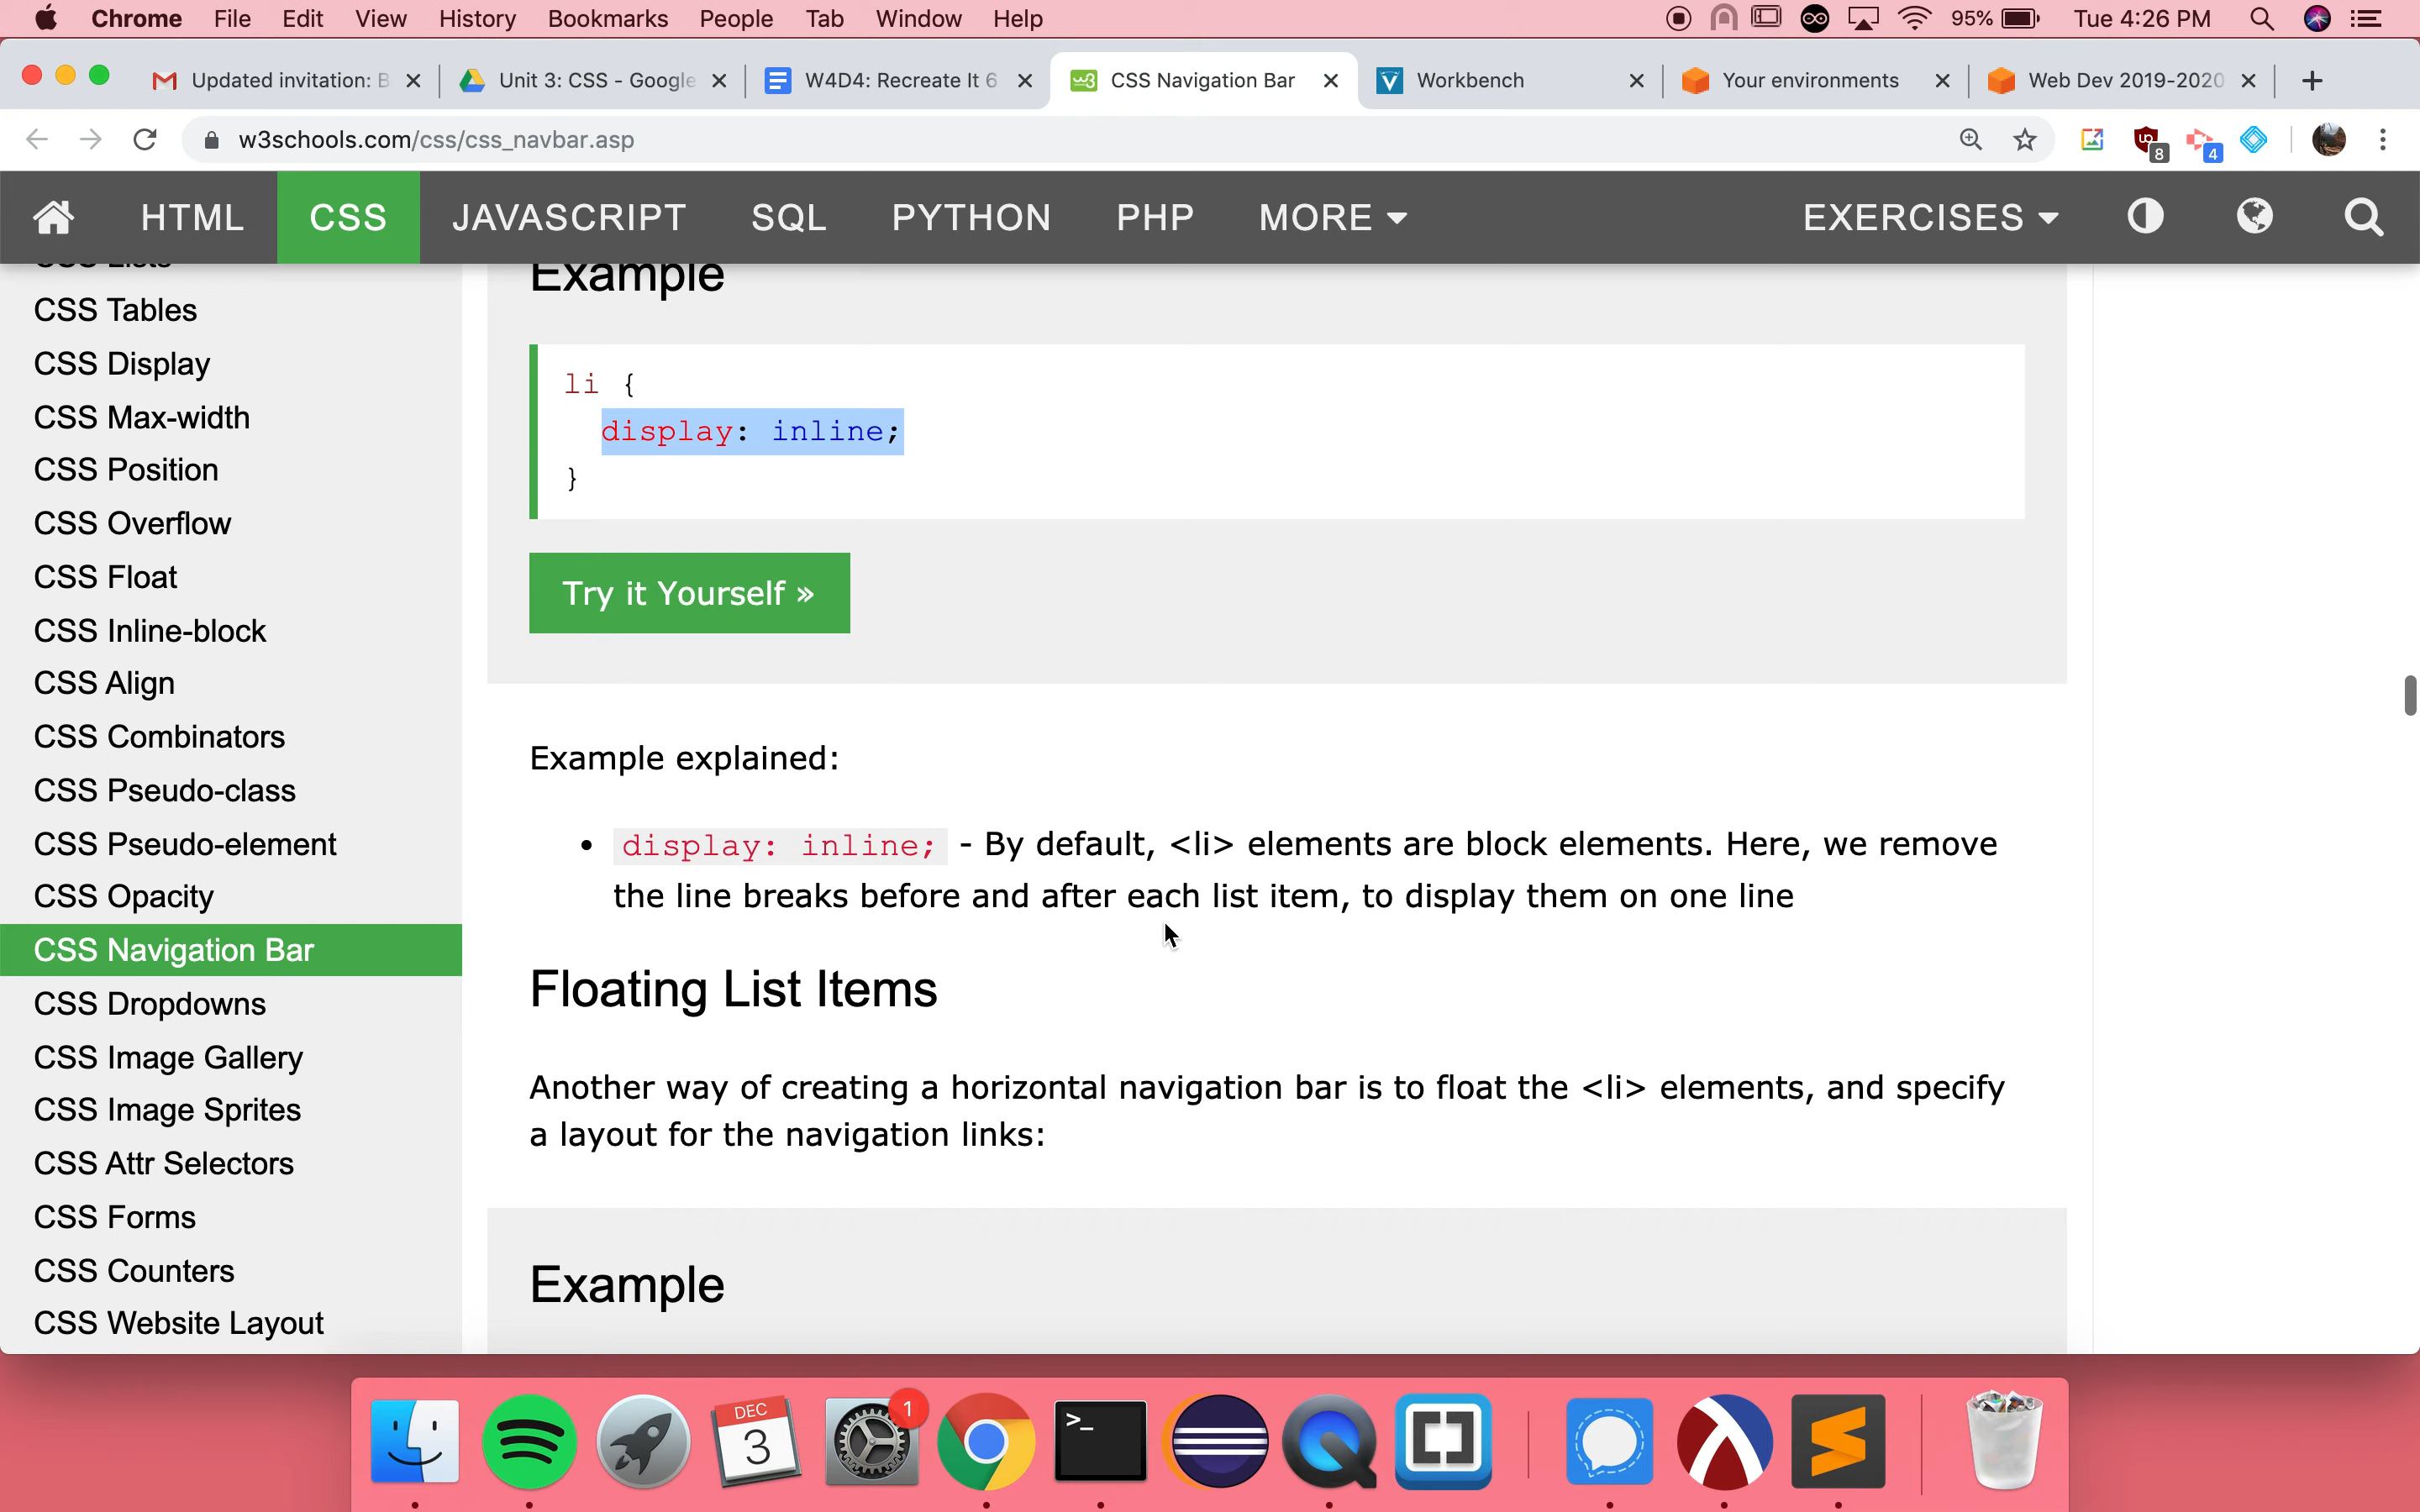 Chrome File Edit View History Bookmarks People Tab Window Help 95% Tue 4:26 PM
Updated invitation: B Unit 3: CSS - Google W4D4: Recreate It 6 CSS Navigation Bar Workbench Your environments Web Dev 2019-2020
w3schools.com/css/css_navbar.asp 8 4
HTML CSS JAVASCRIPT SQL PYTHON PHP MORE EXERCISES
CSS Lists
CSS Tables
CSS Display
CSS Max-width
CSS Position
CSS Overflow
CSS Float
CSS Inline-block
CSS Align
CSS Combinators
CSS Pseudo-class
CSS Pseudo-element
CSS Opacity
CSS Navigation Bar
CSS Dropdowns
CSS Image Gallery
CSS Image Sprites
CSS Attr Selectors
CSS Forms
CSS Counters
CSS Website Layout
Example
li {
display: inline;
}
Try it Yourself »
Example explained:
• display: inline; - By default, <li> elements are block elements. Here, we remove
the line breaks before and after each list item, to display them on one line
Floating List Items
Another way of creating a horizontal navigation bar is to float the <li> elements, and specify
a layout for the navigation links:
Example
DEC
3
1
>_